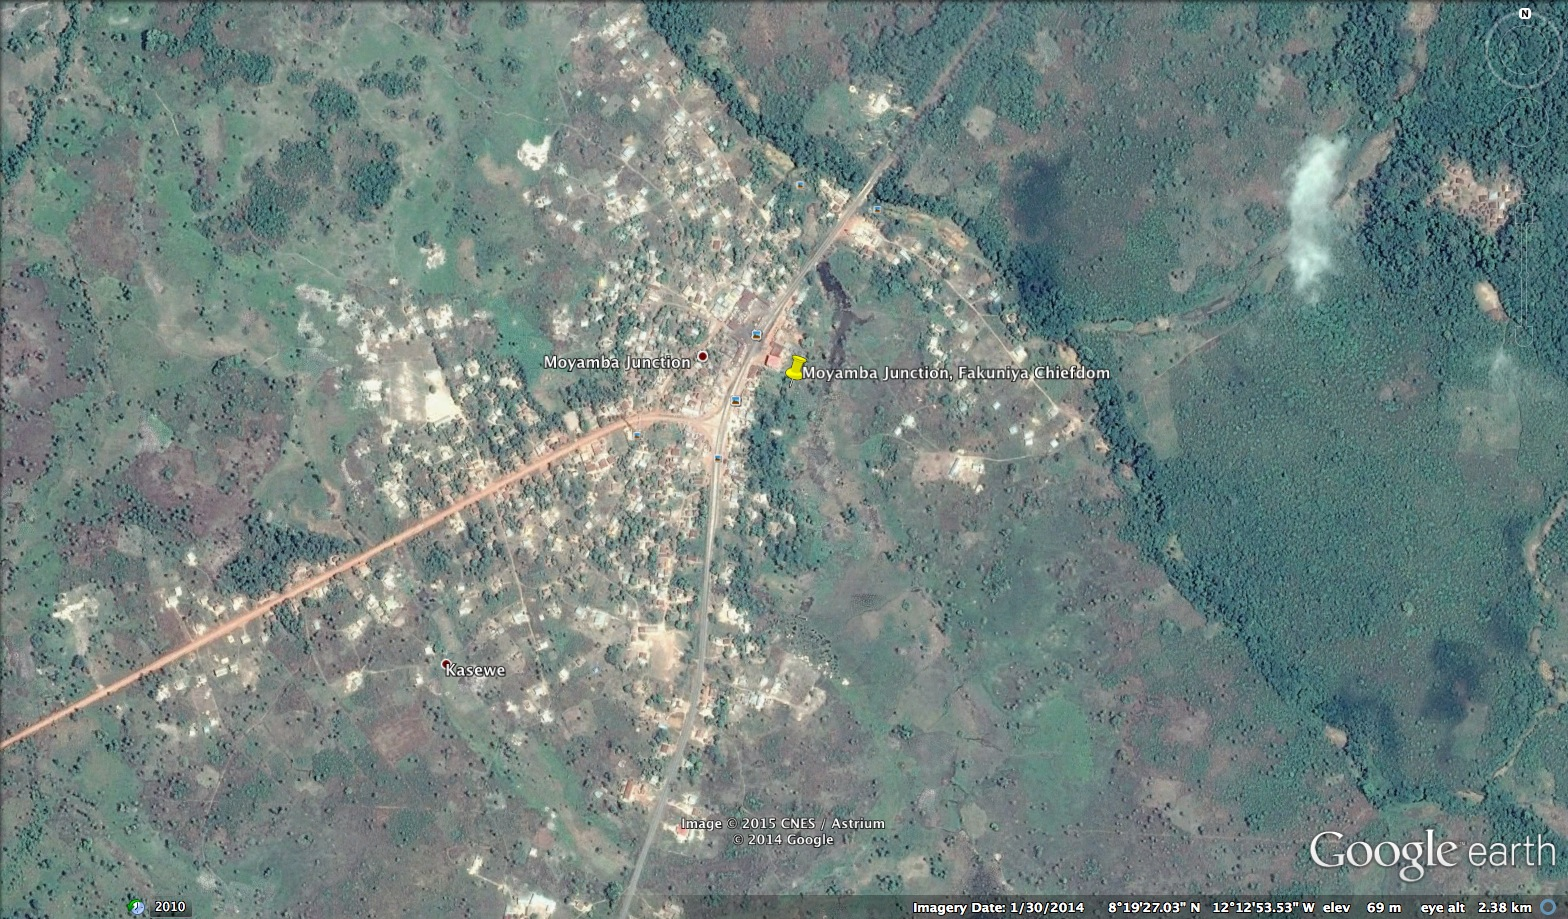 N
Moyamba Junction
Moyamba Junction, Fakuniya Chiefdom
Kasewe
Image © 2015 CNES / Astrium
© 2014 Google
Google earth
2010
Imagery Date: 1/30/2014 8°19'27.03" N 12°12'53.53" W elev 69 m eye alt 2.38 km